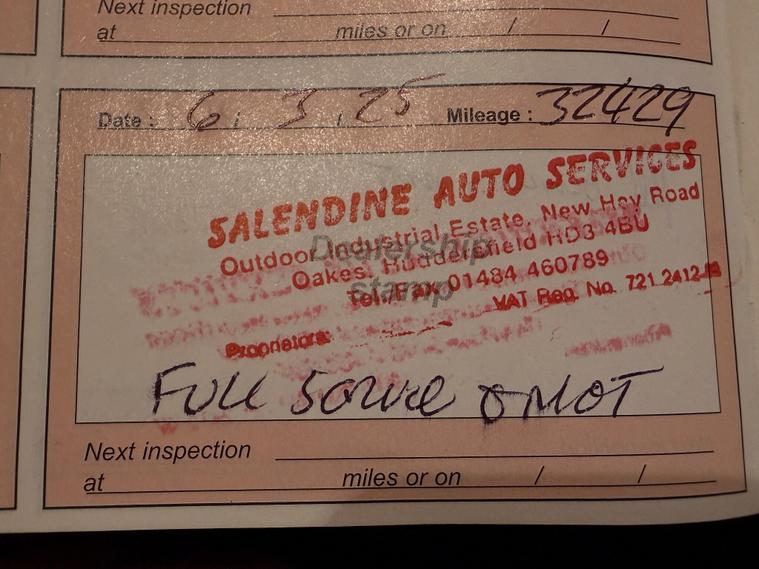 Next inspection
at miles or on / /
Date : 6 / 3 / 25 Mileage : 32429
SALENDINE AUTO SERVICES
Outdoor Industrial Estate, New Hey Road
Dealership
Oakes, Huddersfield HD3 4BU
Tel/Fax 01484 460789
stamp
VAT Reg. No. 721 2412
Proprietors:
FULL SERVICE & MOT
Next inspection
at miles or on / /